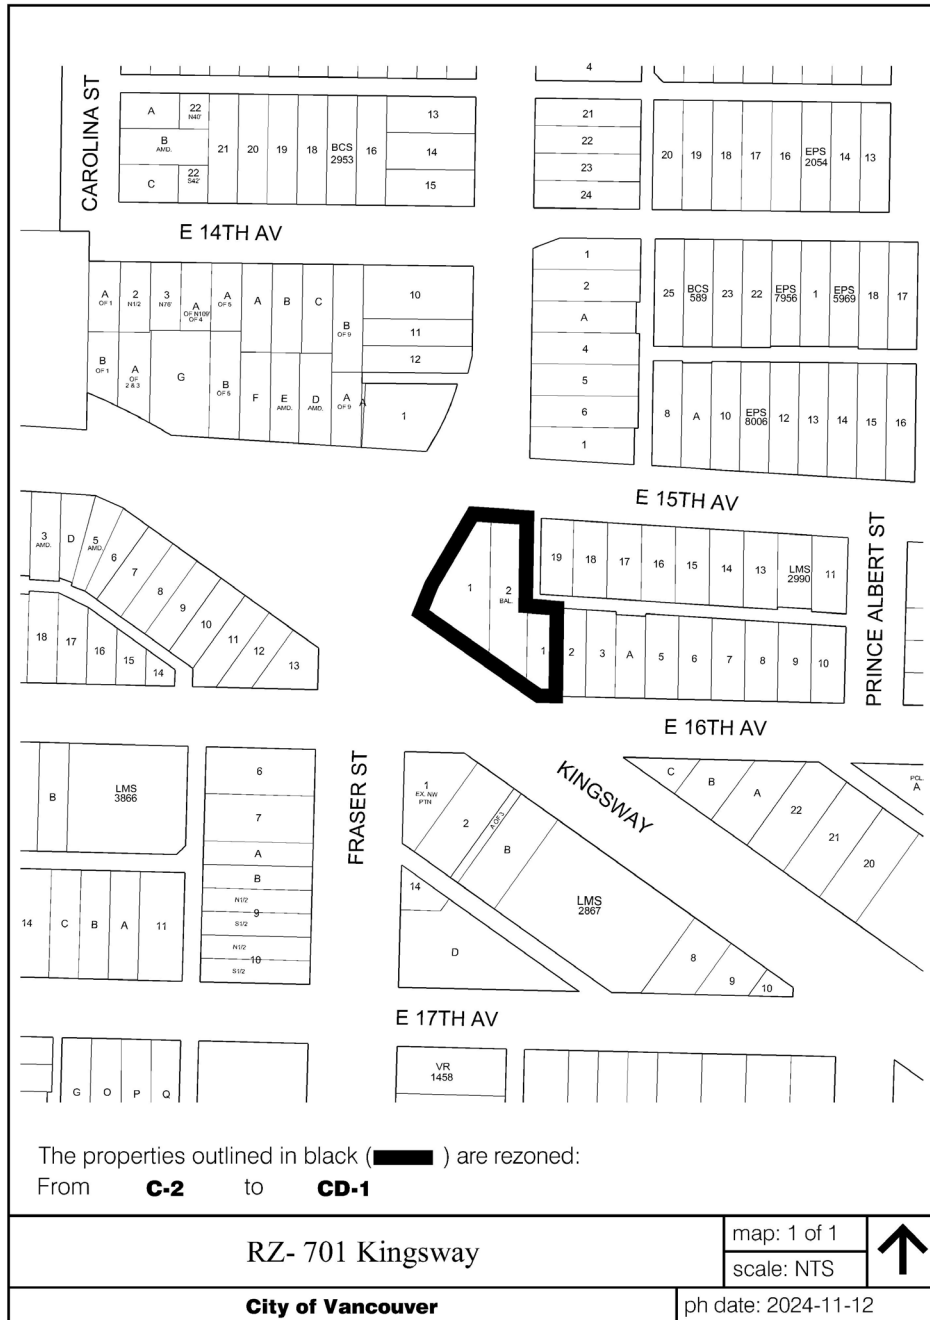 4
CAROLINA ST
A
22
N40'
B
AMD.
C
22
S42'
21
20
19
18
BCS
2953
16
13
14
15
21
22
23
24
20
19
18
17
16
EPS
2054
14
13
E 14TH AV
A
OF 1
2
N1/2
3
N76'
A
OF N109'
OF 4
A
OF 5
A
B
C
B
OF 9
10
11
12
B
OF 1
A
OF
2 & 3
G
B
OF 5
F
E
AMD.
D
AMD.
A
OF 9
A
1
1
2
A
4
5
6
1
25
BCS
589
23
22
EPS
7956
1
EPS
5969
18
17
8
A
10
EPS
8006
12
13
14
15
16
E 15TH AV
3
AMD.
D
5
AMD.
6
7
8
9
10
11
12
13
18
17
16
15
14
1
2
BAL.
1
19
18
17
16
15
14
13
LMS
2990
11
2
3
A
5
6
7
8
9
10
PRINCE ALBERT ST
E 16TH AV
B
LMS
3866
6
7
A
B
N1/2
9
S1/2
N1/2
10
S1/2
FRASER ST
1
EX. NW
PTN
2
A OF 3
B
LMS
2867
8
9
10
KINGSWAY
C
B
A
22
21
20
PCL.
A
14
C
B
A
11
14
D
E 17TH AV
G
O
P
Q
VR
1458
The properties outlined in black ( ) are rezoned:
From C-2 to CD-1
RZ- 701 Kingsway
map: 1 of 1
scale: NTS
City of Vancouver
ph date: 2024-11-12